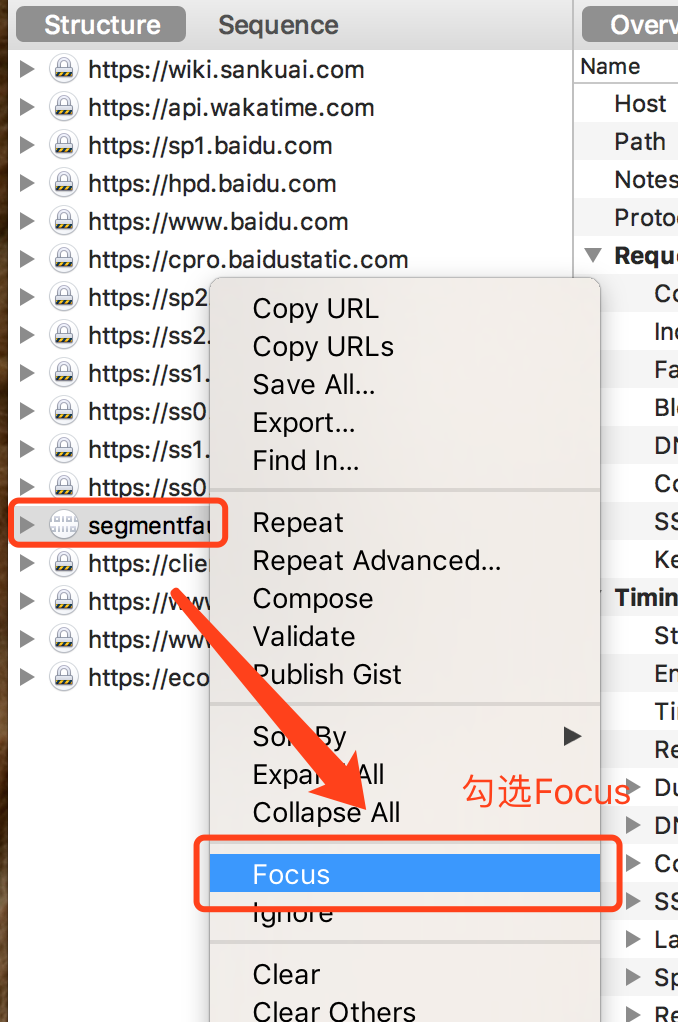 Structure
Sequence
https://wiki.sankuai.com
https://api.wakatime.com
https://sp1.baidu.com
https://hpd.baidu.com
https://www.baidu.com
https://cpro.baidustatic.com
https://sp2
https://ss2.
https://ss1.
https://ss0
https://ss1.
https://ss0
segmentfau
https://clie
https://www
https://www
https://eco
Copy URL
Copy URLs
Save All...
Export...
Find In...
Repeat
Repeat Advanced...
Compose
Validate
Publish Gist
Sort By
Expand All
Collapse All
勾选Focus
Focus
Ignore
Clear
Clear Others
Overv
Name
Host
Path
Notes
Proto
Requ
Co
Inc
Fa
Blo
DN
Co
SS
Ke
Timin
St
En
Ti
Re
Du
DN
Co
SS
La
Sp
Re